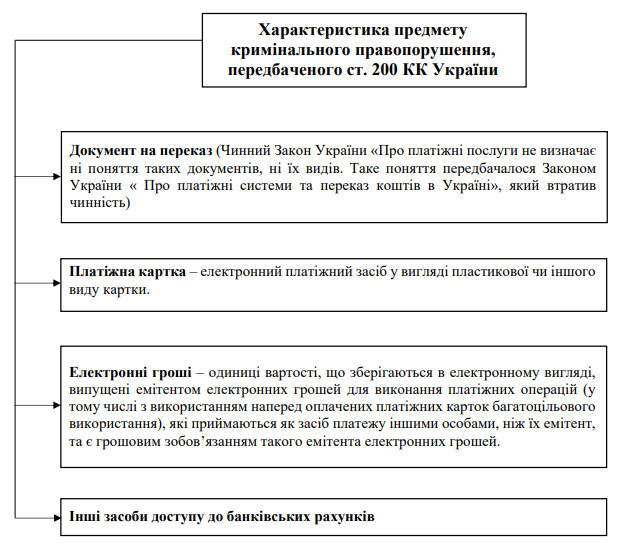 Характеристика предмету
кримінального правопорушення,
передбаченого ст. 200 КК України
Документ на переказ (Чинний Закон України «Про платіжні послуги не визначає
ні поняття таких документів, ні їх видів. Таке поняття передбачалося Законом
України « Про платіжні системи та переказ коштів в Україні», який втратив
чинність)
Платіжна картка – електронний платіжний засіб у вигляді пластикової чи іншого
виду картки.
Електронні гроші – одиниці вартості, що зберігаються в електронному вигляді,
випущені емітентом електронних грошей для виконання платіжних операцій (у
тому числі з використанням наперед оплачених платіжних карток багатоцільового
використання), які приймаються як засіб платежу іншими особами, ніж їх емітент,
та є грошовим зобов’язанням такого емітента електронних грошей.
Інші засоби доступу до банківських рахунків